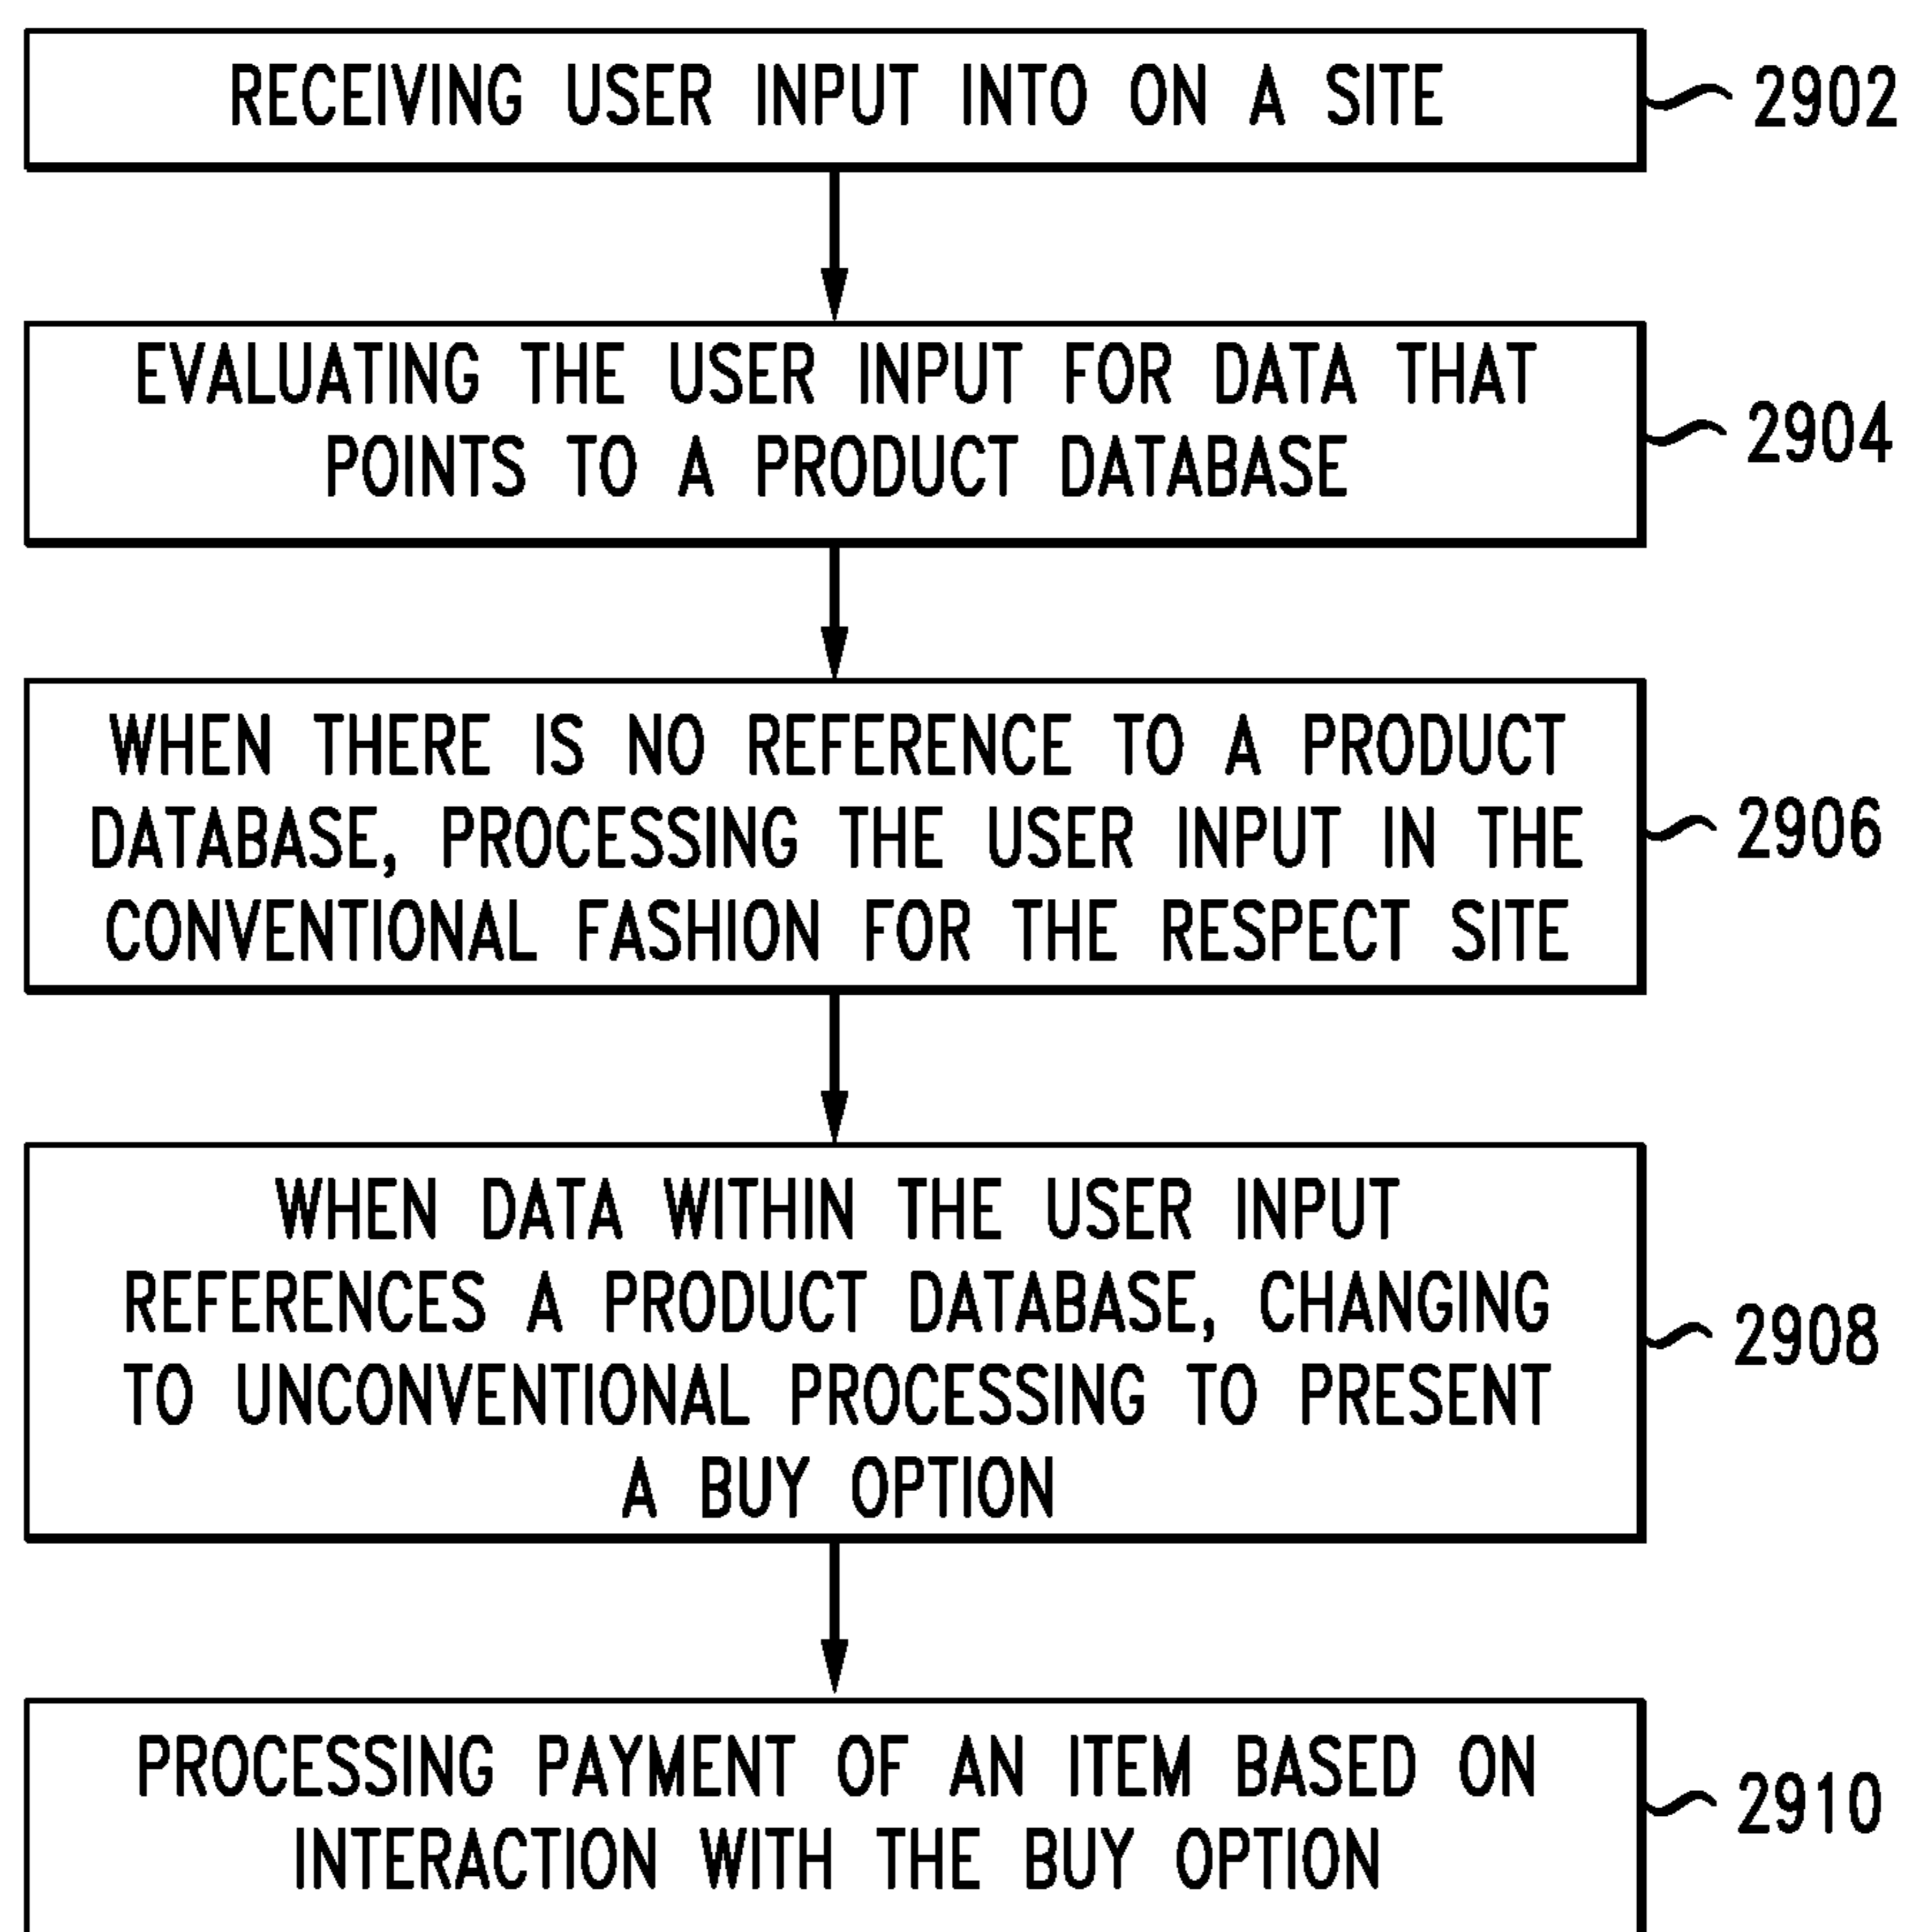 RECEIVING USER INPUT INTO ON A SITE
2902
EVALUATING THE USER INPUT FOR DATA THAT
POINTS TO A PRODUCT DATABASE
2904
WHEN THERE IS NO REFERENCE TO A PRODUCT
DATABASE, PROCESSING THE USER INPUT IN THE
CONVENTIONAL FASHION FOR THE RESPECT SITE
2906
WHEN DATA WITHIN THE USER INPUT
REFERENCES A PRODUCT DATABASE, CHANGING
TO UNCONVENTIONAL PROCESSING TO PRESENT
A BUY OPTION
2908
PROCESSING PAYMENT OF AN ITEM BASED ON
INTERACTION WITH THE BUY OPTION
2910